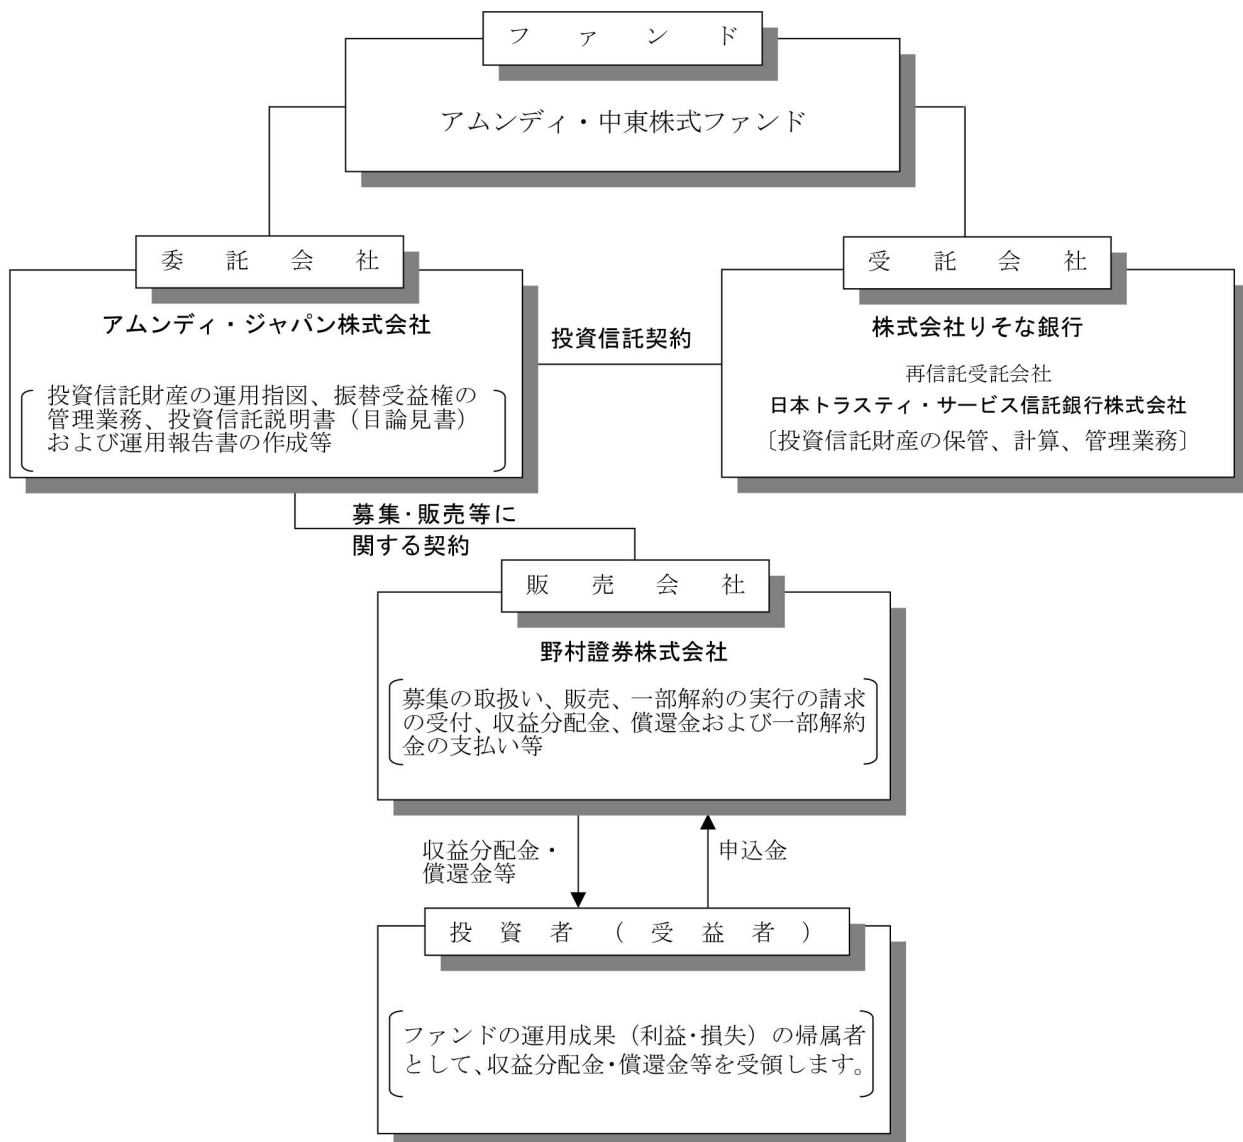 ファンド
アムンディ・中東株式ファンド
委託会社
アムンディ・ジャパン株式会社
投資信託財産の運用指図、振替受益権の
管理業務、投資信託説明書（目論見書）
および運用報告書の作成等
投資信託契約
受託会社
株式会社りそな銀行
再信託受託会社
日本トラスティ・サービス信託銀行株式会社
〔投資信託財産の保管、計算、管理業務〕
募集・販売等に
関する契約
販売会社
野村證券株式会社
募集の取扱い、販売、一部解約の実行の請求
の受付、収益分配金、償還金および一部解約
金の支払い等
収益分配金・
償還金等
申込金
投資者（受益者）
ファンドの運用成果（利益・損失）の帰属者
として、収益分配金・償還金等を受領します。